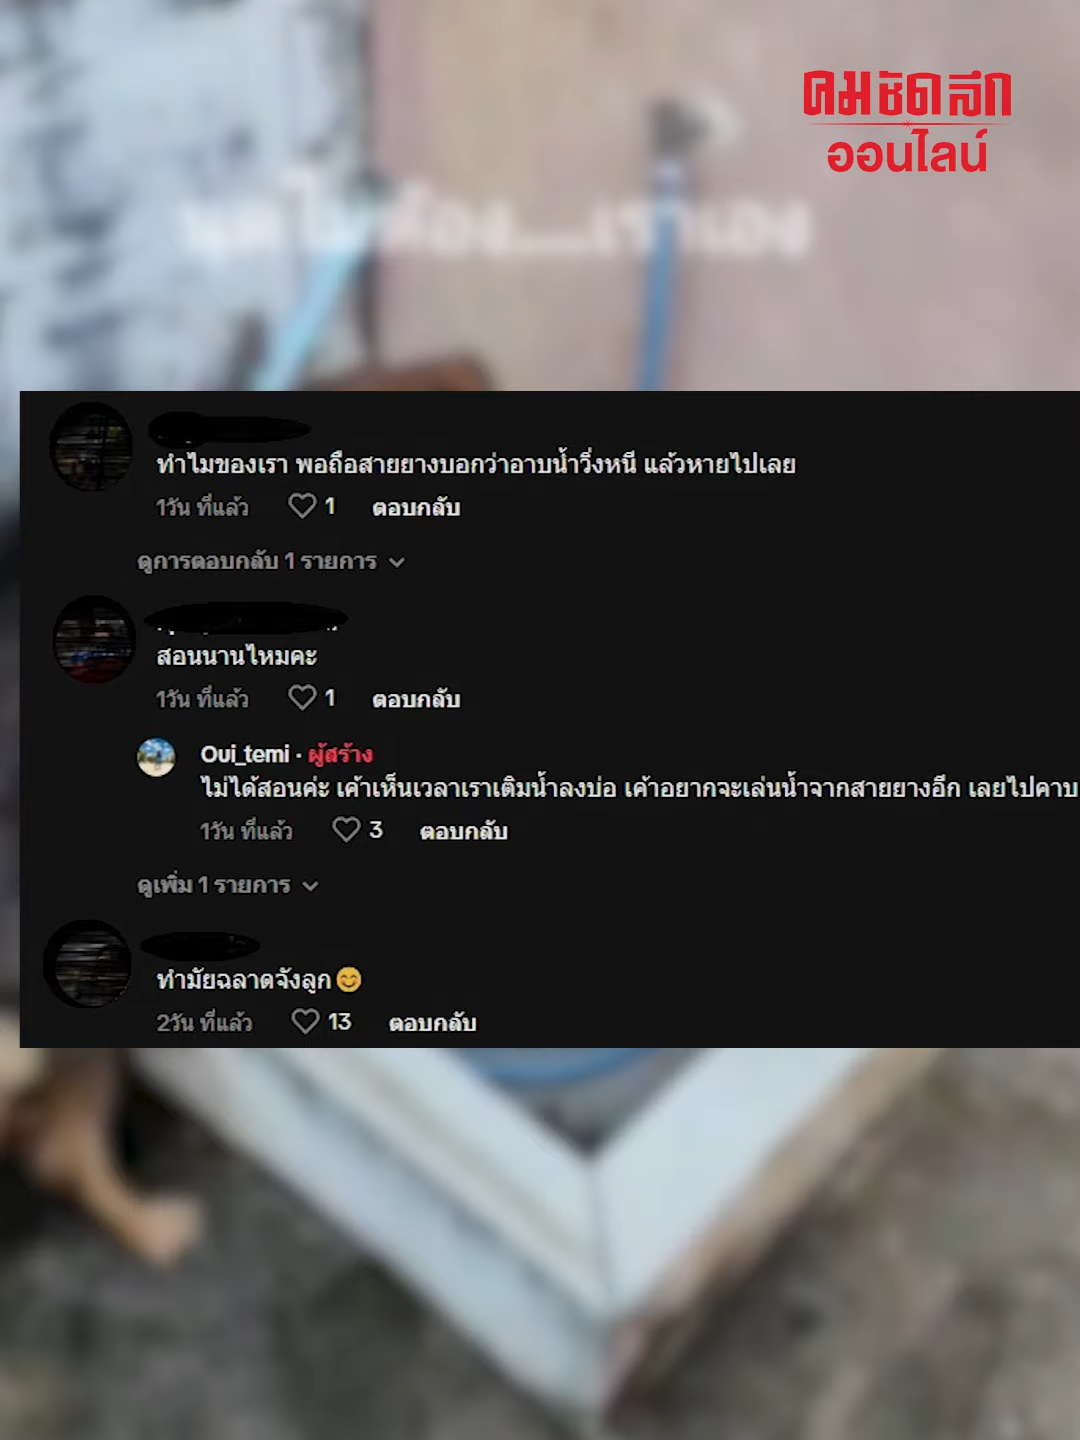 คมชัดลึก
ออนไลน์
ทำไมของเรา พอถือสายยางบอกว่าอาบน้ำวิ่งหนี แล้วหายไปเลย
1วัน ที่แล้ว 1 ตอบกลับ
ดูการตอบกลับ 1 รายการ
สอนนานไหมคะ
1วัน ที่แล้ว 1 ตอบกลับ
Oui_temi · ผู้สร้าง
ไม่ได้สอนค่ะ เค้าเห็นเวลาเราเติมน้ำลงบ่อ เค้าอยากจะเล่นน้ำจากสายยางอีก เลยไปคาบ
1วัน ที่แล้ว 3 ตอบกลับ
ดูเพิ่ม 1 รายการ
ทำมัยฉลาดจังลูก😊
2วัน ที่แล้ว 13 ตอบกลับ